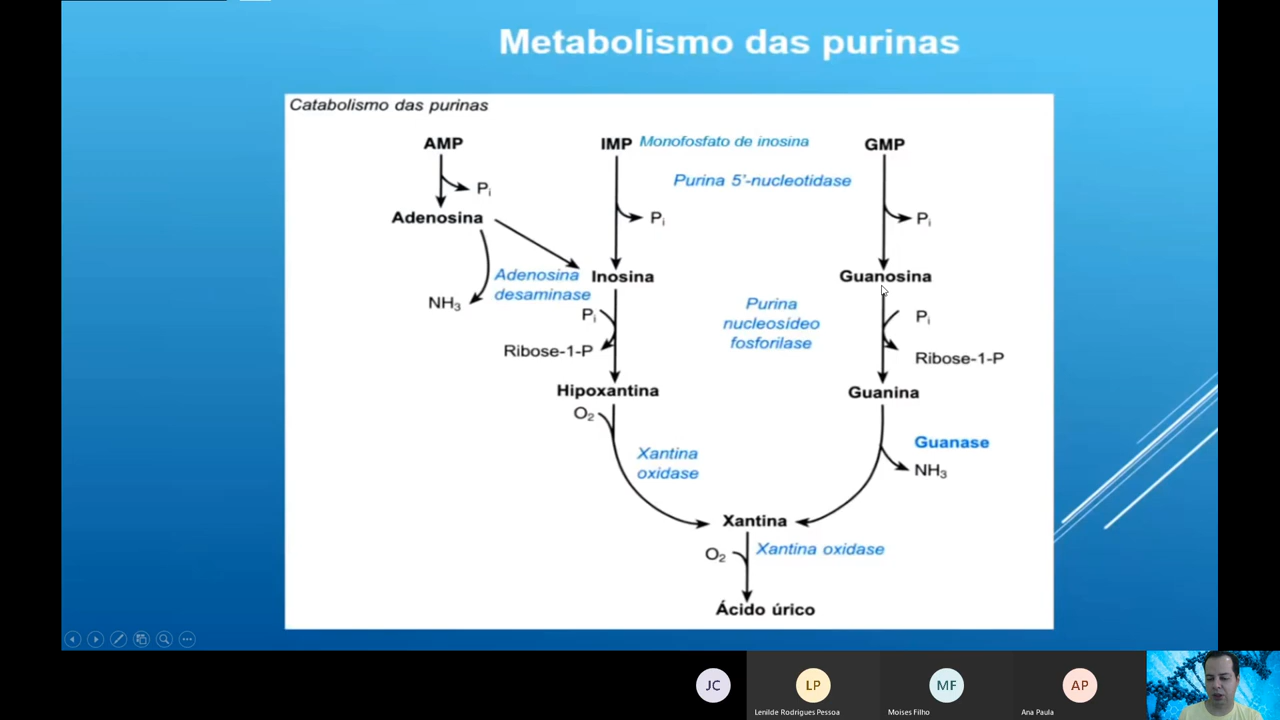 Metabolismo das purinas
Catabolismo das purinas
AMP
IMP Monofosfato de inosina
GMP
Purina 5'-nucleotidase
Pi
Adenosina
Pi
Pi
Adenosina
desaminase
Inosina
Guanosina
NH3
Pi
Purina
nucleosídeo
fosforilase
Pi
Ribose-1-P
Ribose-1-P
Hipoxantina
Guanina
O2
Xantina
oxidase
Guanase
NH3
Xantina
O2
Xantina oxidase
Ácido úrico
JC
LP
MF
AP
Lenilde Rodrigues Pessoa
Moises Filho
Ana Paula